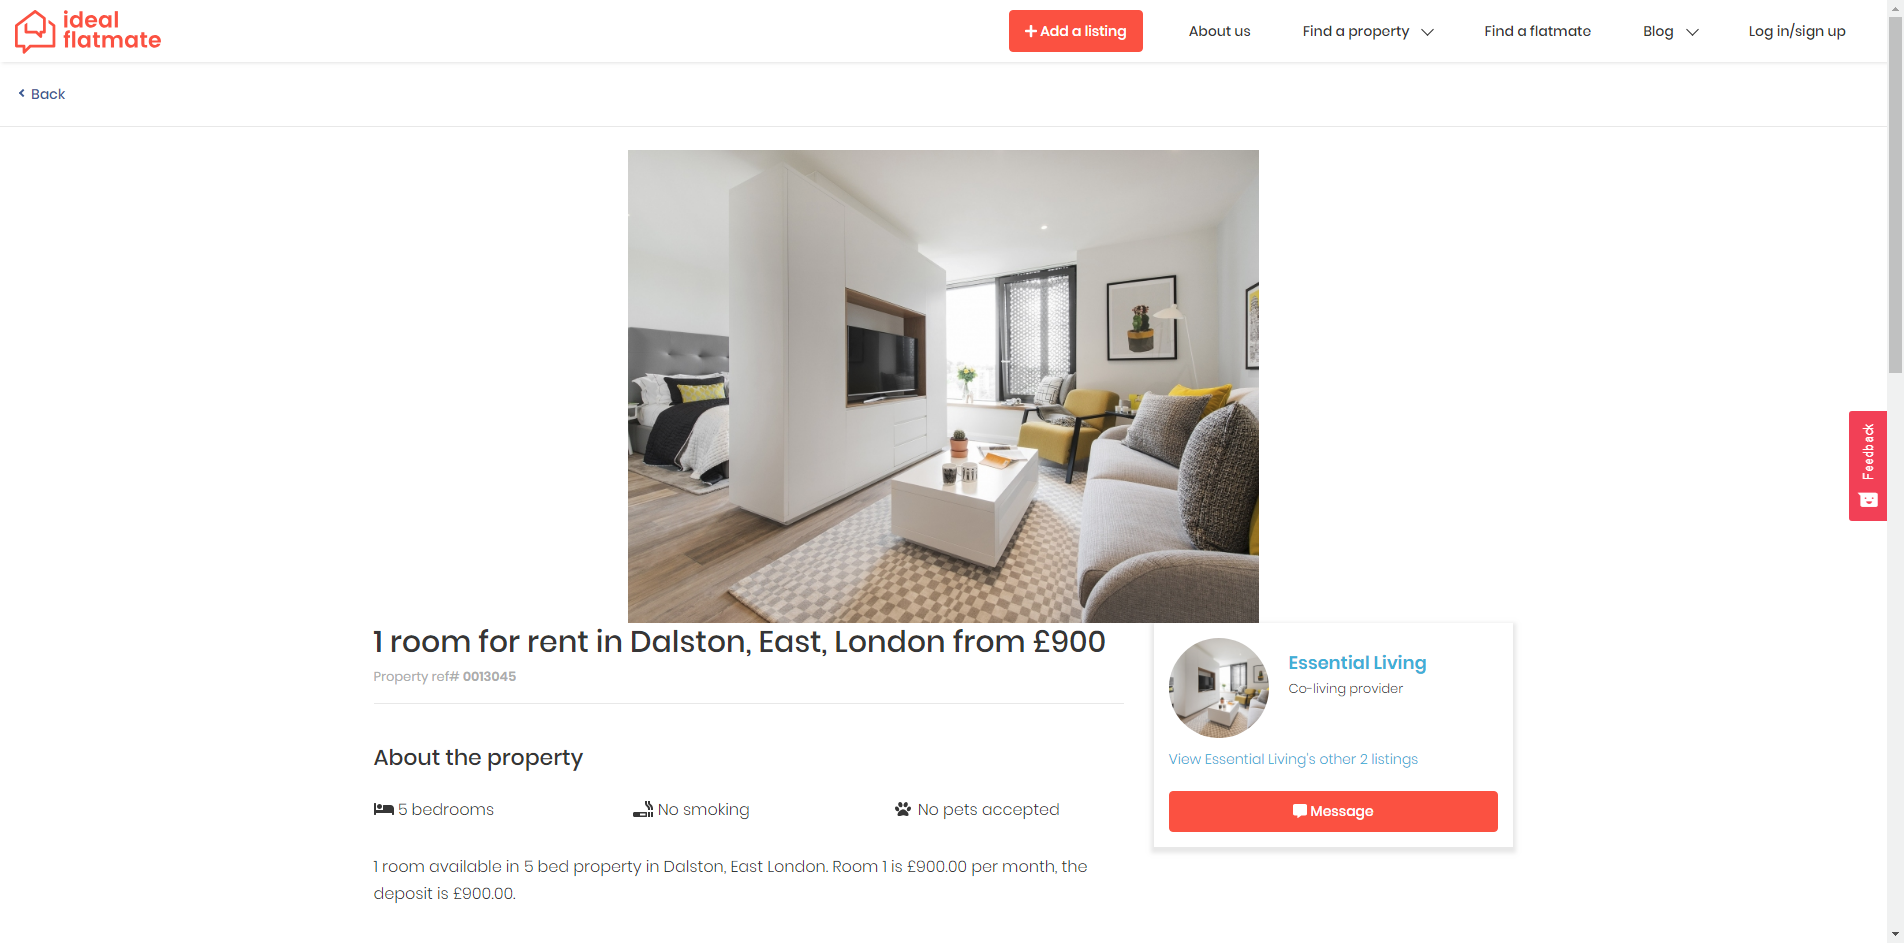 ideal
flatmate
Add a listing
About us
Find a property
Find a flatmate
Blog
Log in/sign up
Back
Feedback
1 room for rent in Dalston, East, London from £900
Property ref# 0013045
Essential Living
Co-living provider
View Essential Living's other 2 listings
Message
About the property
5 bedrooms
No smoking
No pets accepted
1 room available in 5 bed property in Dalston, East London. Room 1 is £900.00 per month, the
deposit is £900.00.